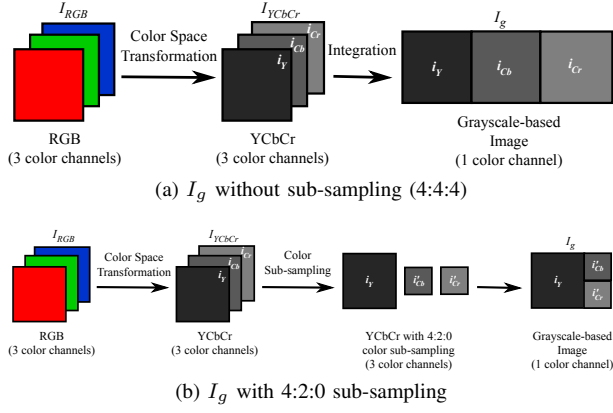 I_RGB
Color Space
Transformation
I_YCbCr
i_Cr
i_Cb
i_Y
Integration
I_g
i_Y i_Cb i_Cr
RGB
(3 color channels)
YCbCr
(3 color channels)
Grayscale-based
Image
(1 color channel)
(a) I_g without sub-sampling (4:4:4)
I_RGB
Color Space
Transformation
I_YCbCr
i_Cr
i_Cb
i_Y
Color
Sub-sampling
i_Y i'_Cb i'_Cr
I_g
i_Y
i'_Cb
i'_Cr
RGB
(3 color channels)
YCbCr
(3 color channels)
YCbCr with 4:2:0
color sub-sampling
(3 color channels)
Grayscale-based
Image
(1 color channel)
(b) I_g with 4:2:0 sub-sampling